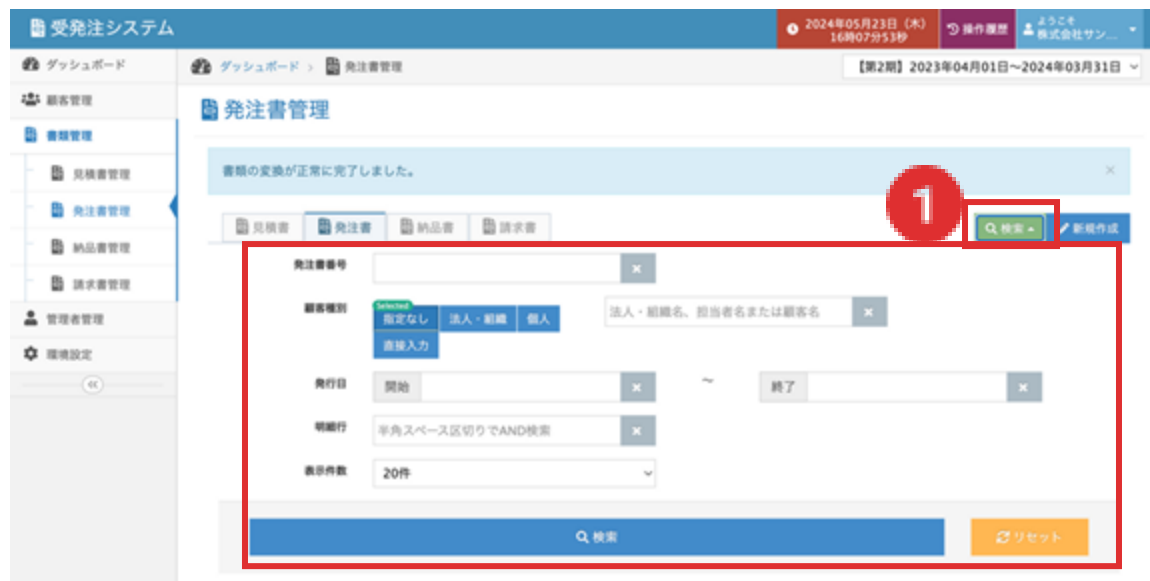 受発注システム
2024年05月23日（木）
16時07分53秒
操作履歴
ようこそ
株式会社サン...
ダッシュボード
顧客管理
書類管理
見積書管理
発注書管理
納品書管理
請求書管理
管理者管理
環境設定
ダッシュボード > 発注書管理
【第2期】2023年04月01日〜2024年03月31日
発注書管理
書類の変換が正常に完了しました。 ×
見積書 発注書 納品書 請求書
1
検索 新規作成
発注書番号 ×
顧客種別 Selected 指定なし 法人・組織 個人 法人・組織名、担当者名または顧客名 ×
直接入力
発行日 開始 × 〜 終了 ×
明細行 半角スペース区切りでAND検索 ×
表示件数 20件
検索 リセット